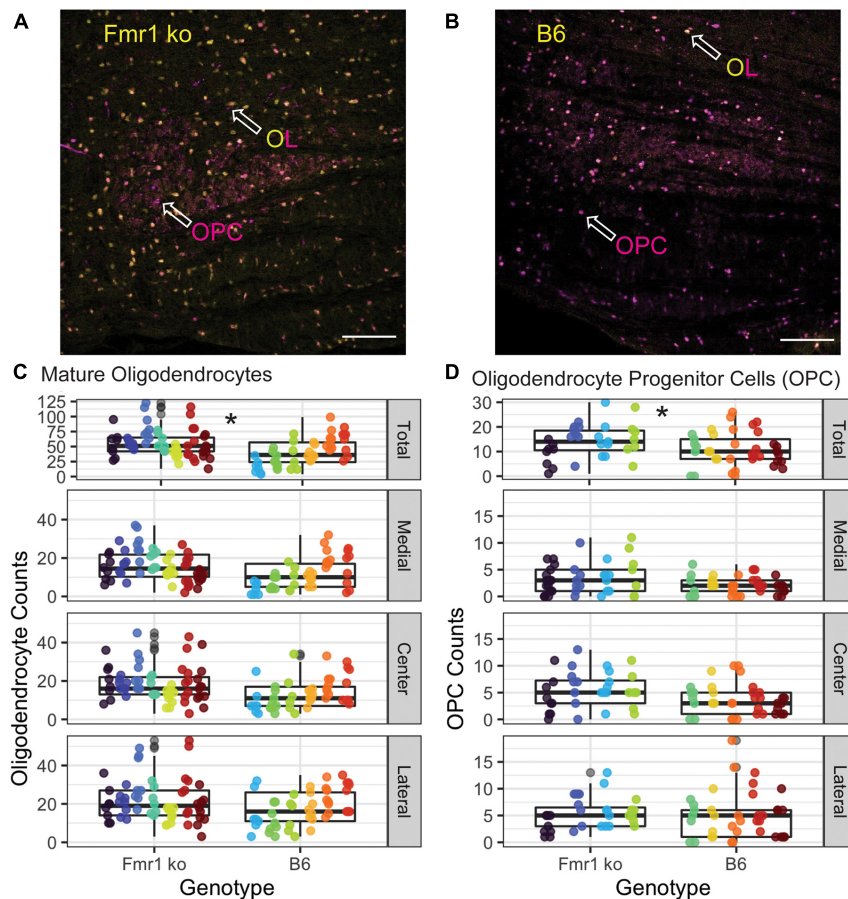 A
Fmr1 ko
OL
OPC
B
B6
OL
OPC
C Mature Oligodendrocytes
Oligodendrocyte Counts
125
100
75
50
25
0
*
Total
40
20
0
Medial
40
20
0
Center
40
20
0
Lateral
Fmr1 ko
B6
Genotype
D Oligodendrocyte Progenitor Cells (OPC)
OPC Counts
30
20
10
0
*
Total
15
10
5
0
Medial
15
10
5
0
Center
15
10
5
0
Lateral
Fmr1 ko
B6
Genotype